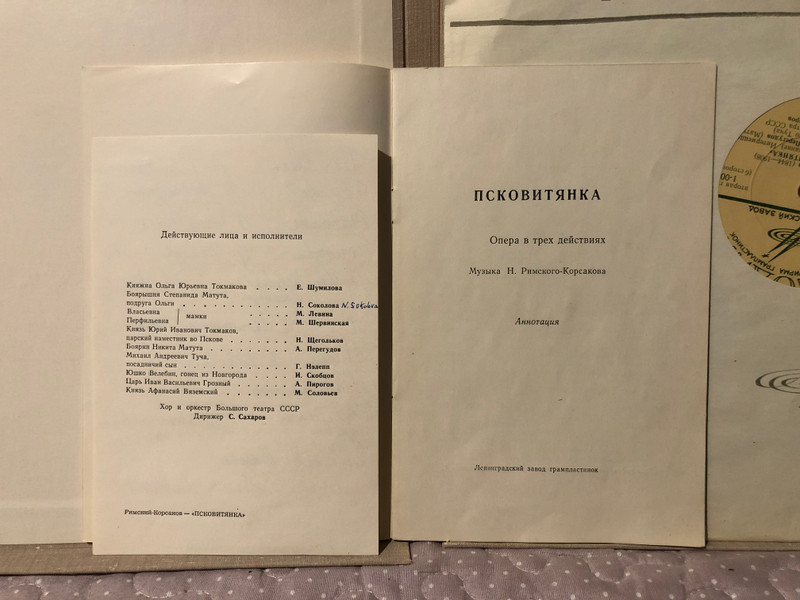 Действующие лица и исполнители
Княжна Ольга Юрьевна Токмакова . . . . Е. Шумилова
Боярышня Степанида Матута,
подруга Ольги . . . . . . . . . . . Н. Соколова N. Sokolova
Власьевна мамки . . . . . М. Левина
Перфильевна . . . . . М. Шервинская
Князь Юрий Иванович Токмаков,
царский наместник во Пскове . . . . . . Н. Щегольков
Боярин Никита Матута . . . . . . . . А. Перегудов
Михаил Андреевич Туча,
посадничий сын . . . . . . . . . . Г. Нэлепп
Юшко Велебин, гонец из Новгорода . . . . И. Скобцов
Царь Иван Васильевич Грозный . . . . . . А. Пирогов
Князь Афанасий Вяземский . . . . . . . М. Соловьев
Хор и оркестр Большого театра СССР
Дирижер С. Сахаров
Римский-Корсаков — «ПСКОВИТЯНКА»
ПСКОВИТЯНКА
Опера в трех действиях
Музыка Н. Римского-Корсакова
Аннотация
Ленинградский завод грампластинок